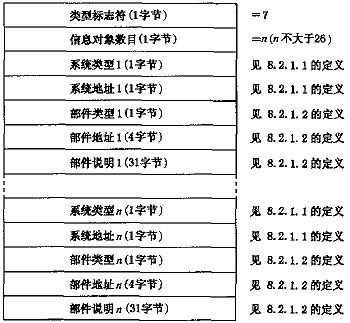 类型标志符(1字节) =7
信息对象数目(1字节) =n(n不大于26)
系统类型1(1字节) 见 8.2.1.1的定义
系统地址1(1字节) 见 8.2.1.1的定义
部件类型1(1字节) 见 8.2.1.2的定义
部件地址1(4字节) 见 8.2.1.2的定义
部件说明1(31字节) 见 8.2.1.2的定义
系统类型n(1字节) 见 8.2.1.1的定义
系统地址n(1字节) 见 8.2.1.1的定义
部件类型n(1字节) 见 8.2.1.2的定义
部件地址n(4字节) 见 8.2.1.2的定义
部件说明n(31字节) 见 8.2.1.2的定义